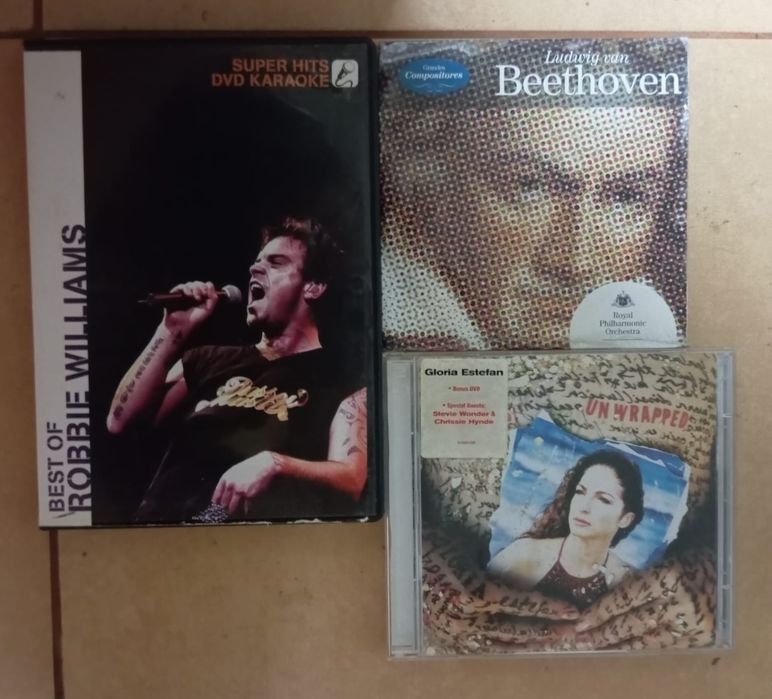 SUPER HITS
DVD KARAOKE
BEST OF
ROBBIE WILLIAMS
Grandes
Compositores
Ludwig van
Beethoven
Royal
Philharmonic
Orchestra
Gloria Estefan
• Bonus DVD
• Special Guests:
Stevie Wonder &
Chrissie Hynde
UNWRAPPED